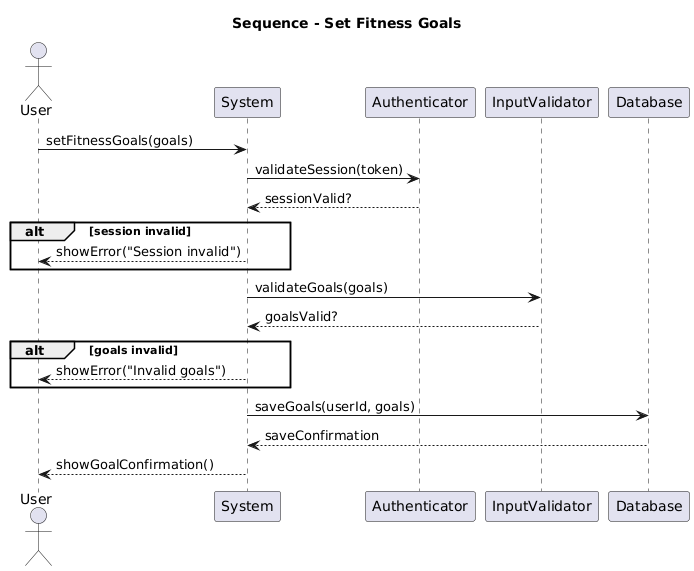 Sequence - Set Fitness Goals
User
System
Authenticator
InputValidator
Database
setFitnessGoals(goals)
validateSession(token)
sessionValid?
alt [session invalid]
showError("Session invalid")
validateGoals(goals)
goalsValid?
alt [goals invalid]
showError("Invalid goals")
saveGoals(userId, goals)
saveConfirmation
showGoalConfirmation()
User
System
Authenticator
InputValidator
Database